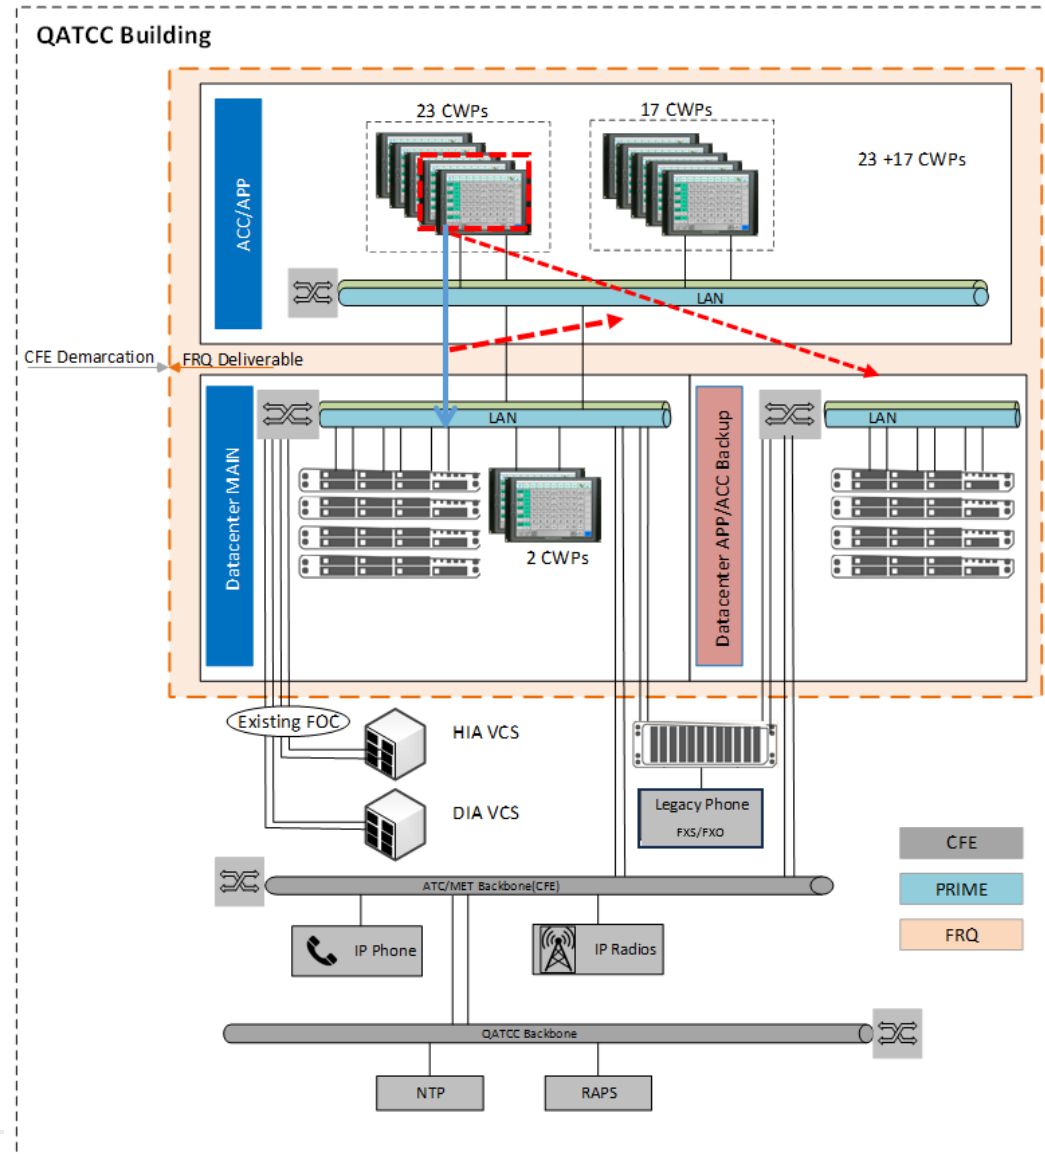 QATCC Building
23 CWPs
17 CWPs
23 +17 CWPs
ACC/APP
LAN
CFE Demarcation
FRQ Deliverable
Datacenter MAIN
LAN
2 CWPs
Datacenter APP/ACC Backup
LAN
Existing FOC
HIA VCS
DIA VCS
Legacy Phone
FXS/FXO
CFE
PRIME
FRQ
ATC/MET Backbone(CFE)
IP Phone
IP Radios
QATCC Backbone
NTP
RAPS